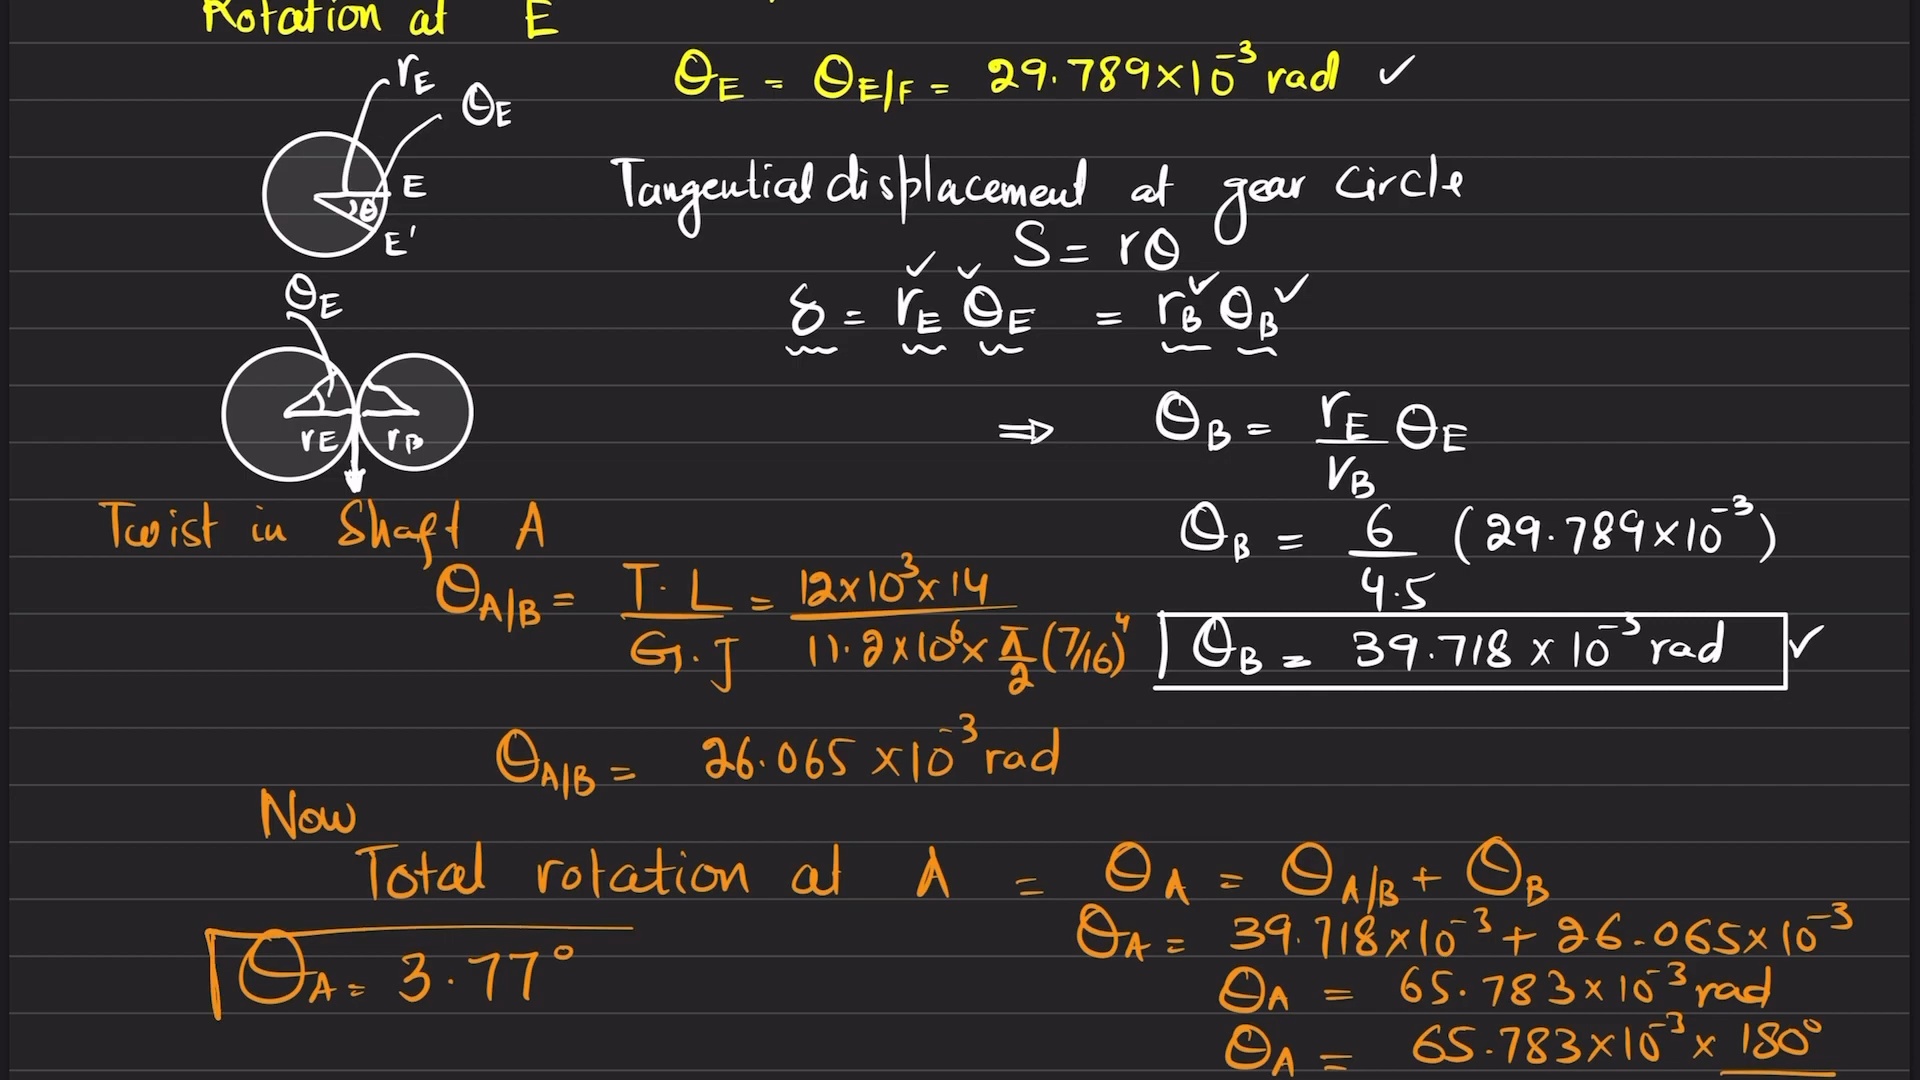 Rotation at E
θE = θE/F = 29.789×10⁻³ rad ✓
rE
θE
E
θ
E'
Tangential displacement at gear circle
S = rθ
δ = rE θE = rB θB
θE
rE rB
⇒ θB = rE/rB θE
θB = 6/4.5 (29.789×10⁻³)
θB = 39.718 × 10⁻³ rad ✓
Twist in Shaft A
θA/B = T.L/G.J = 12×10³×14 / 11.2×10⁶×π/2(7/16)⁴
θA/B = 26.065 ×10⁻³ rad
Now
Total rotation at A = θA = θA/B + θB
θA = 39.718×10⁻³ + 26.065×10⁻³
θA = 65.783×10⁻³ rad
θA = 65.783×10⁻³ × 180°
θA = 3.77°